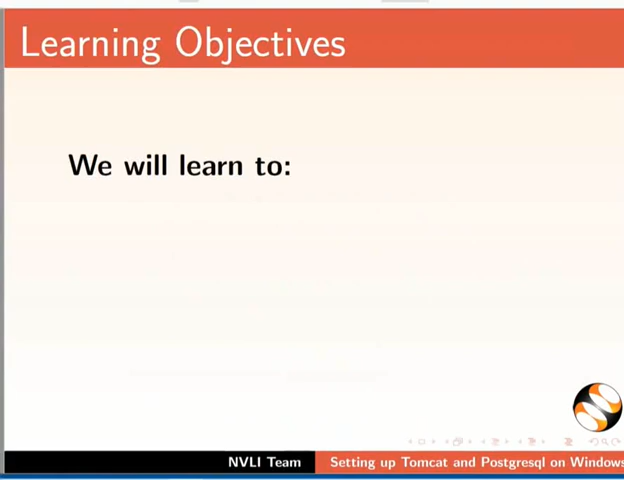 Learning Objectives
We will learn to:
NVLI Team
Setting up Tomcat and Postgresql on Windows